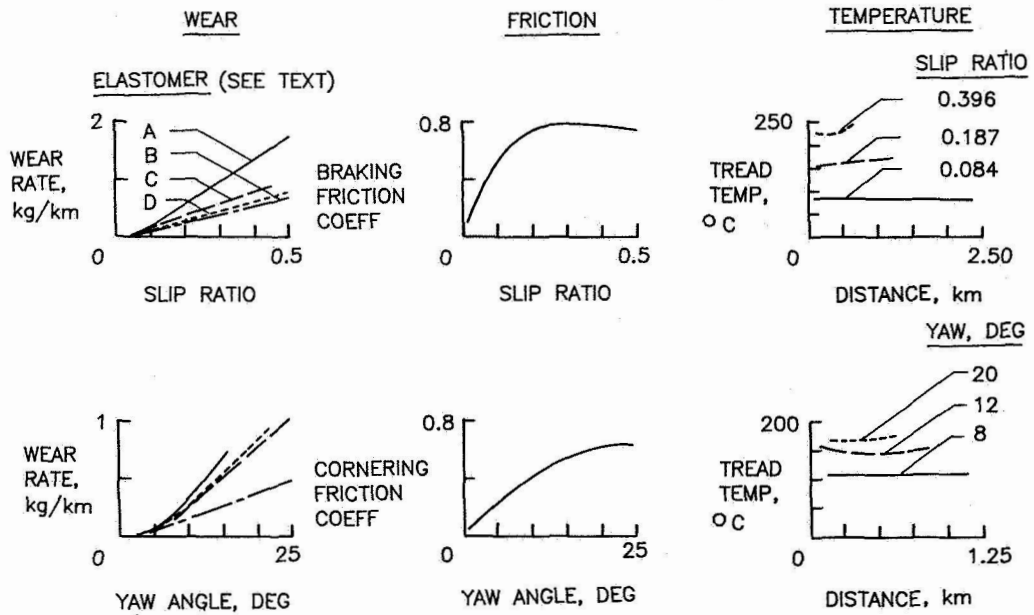 WEAR
FRICTION
TEMPERATURE
ELASTOMER (SEE TEXT)
2
A
B
C
D
WEAR
RATE,
kg/km
0
0.5
SLIP RATIO
0.8
BRAKING
FRICTION
COEFF
0
0.5
SLIP RATIO
SLIP RATIO
0.396
0.187
0.084
250
TREAD
TEMP,
°C
0
2.50
DISTANCE, km
1
WEAR
RATE,
kg/km
0
25
YAW ANGLE, DEG
0.8
CORNERING
FRICTION
COEFF
0
25
YAW ANGLE, DEG
YAW, DEG
20
12
8
200
TREAD
TEMP,
°C
0
1.25
DISTANCE, km